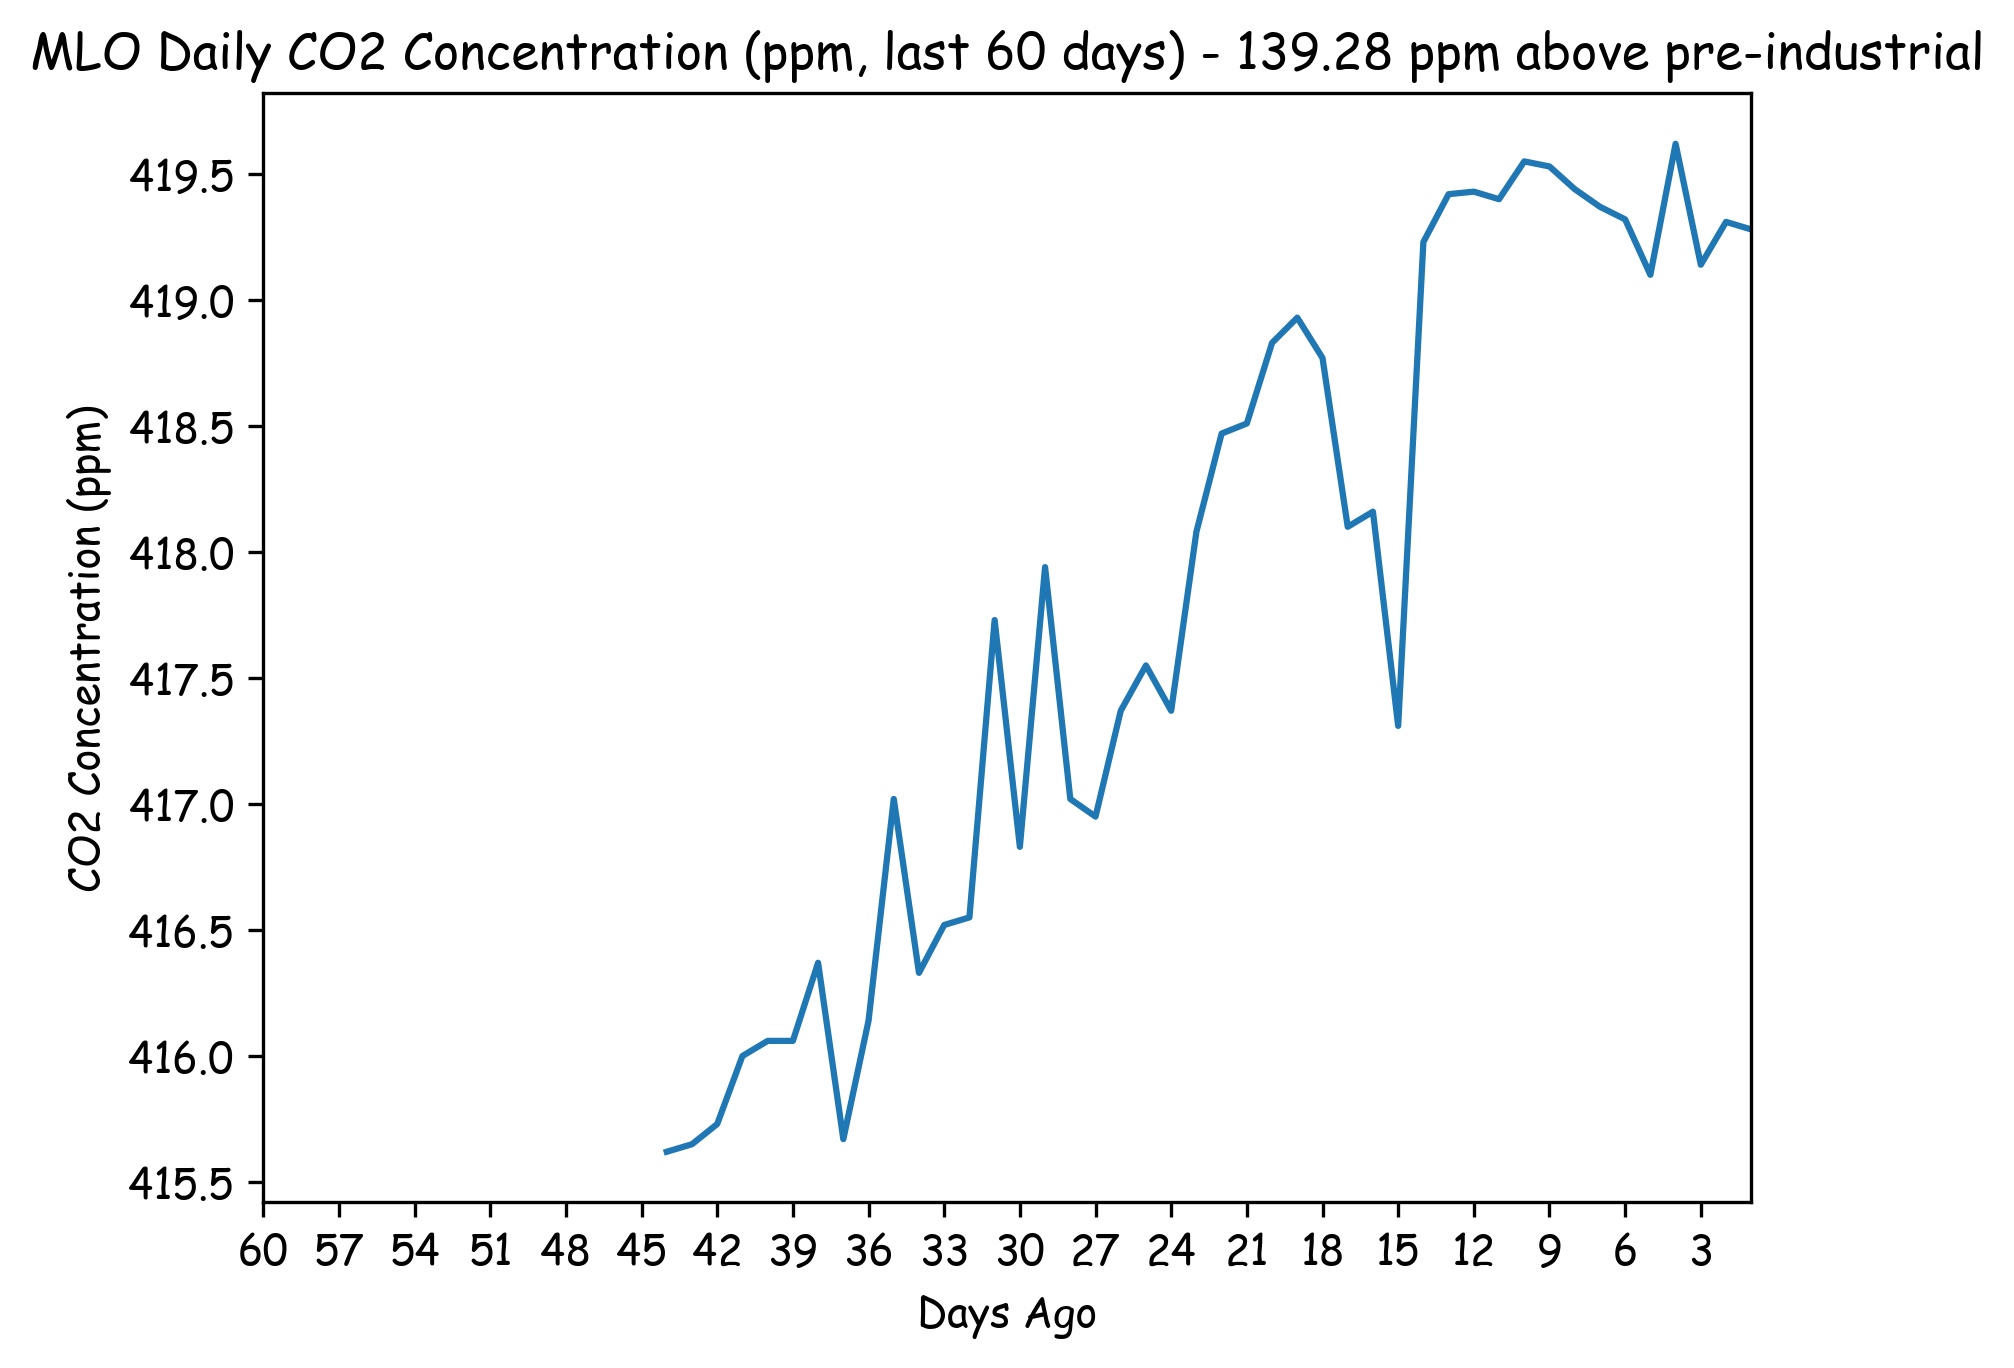 MLO Daily CO2 Concentration (ppm, last 60 days) - 139.28 ppm above pre-industrial
419.5
419.0
418.5
418.0
417.5
417.0
416.5
416.0
415.5
CO2 Concentration (ppm)
60 57 54 51 48 45 42 39 36 33 30 27 24 21 18 15 12 9 6 3
Days Ago